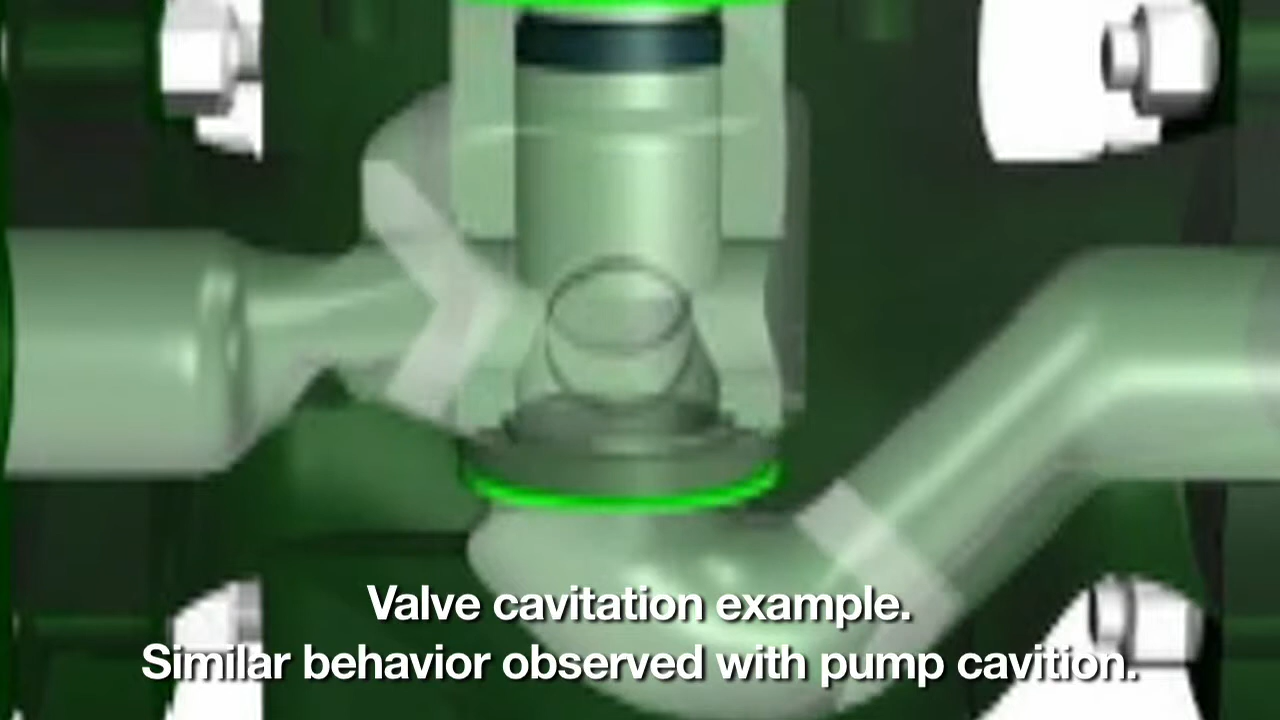 Valve cavitation example.
Similar behavior observed with pump cavition.